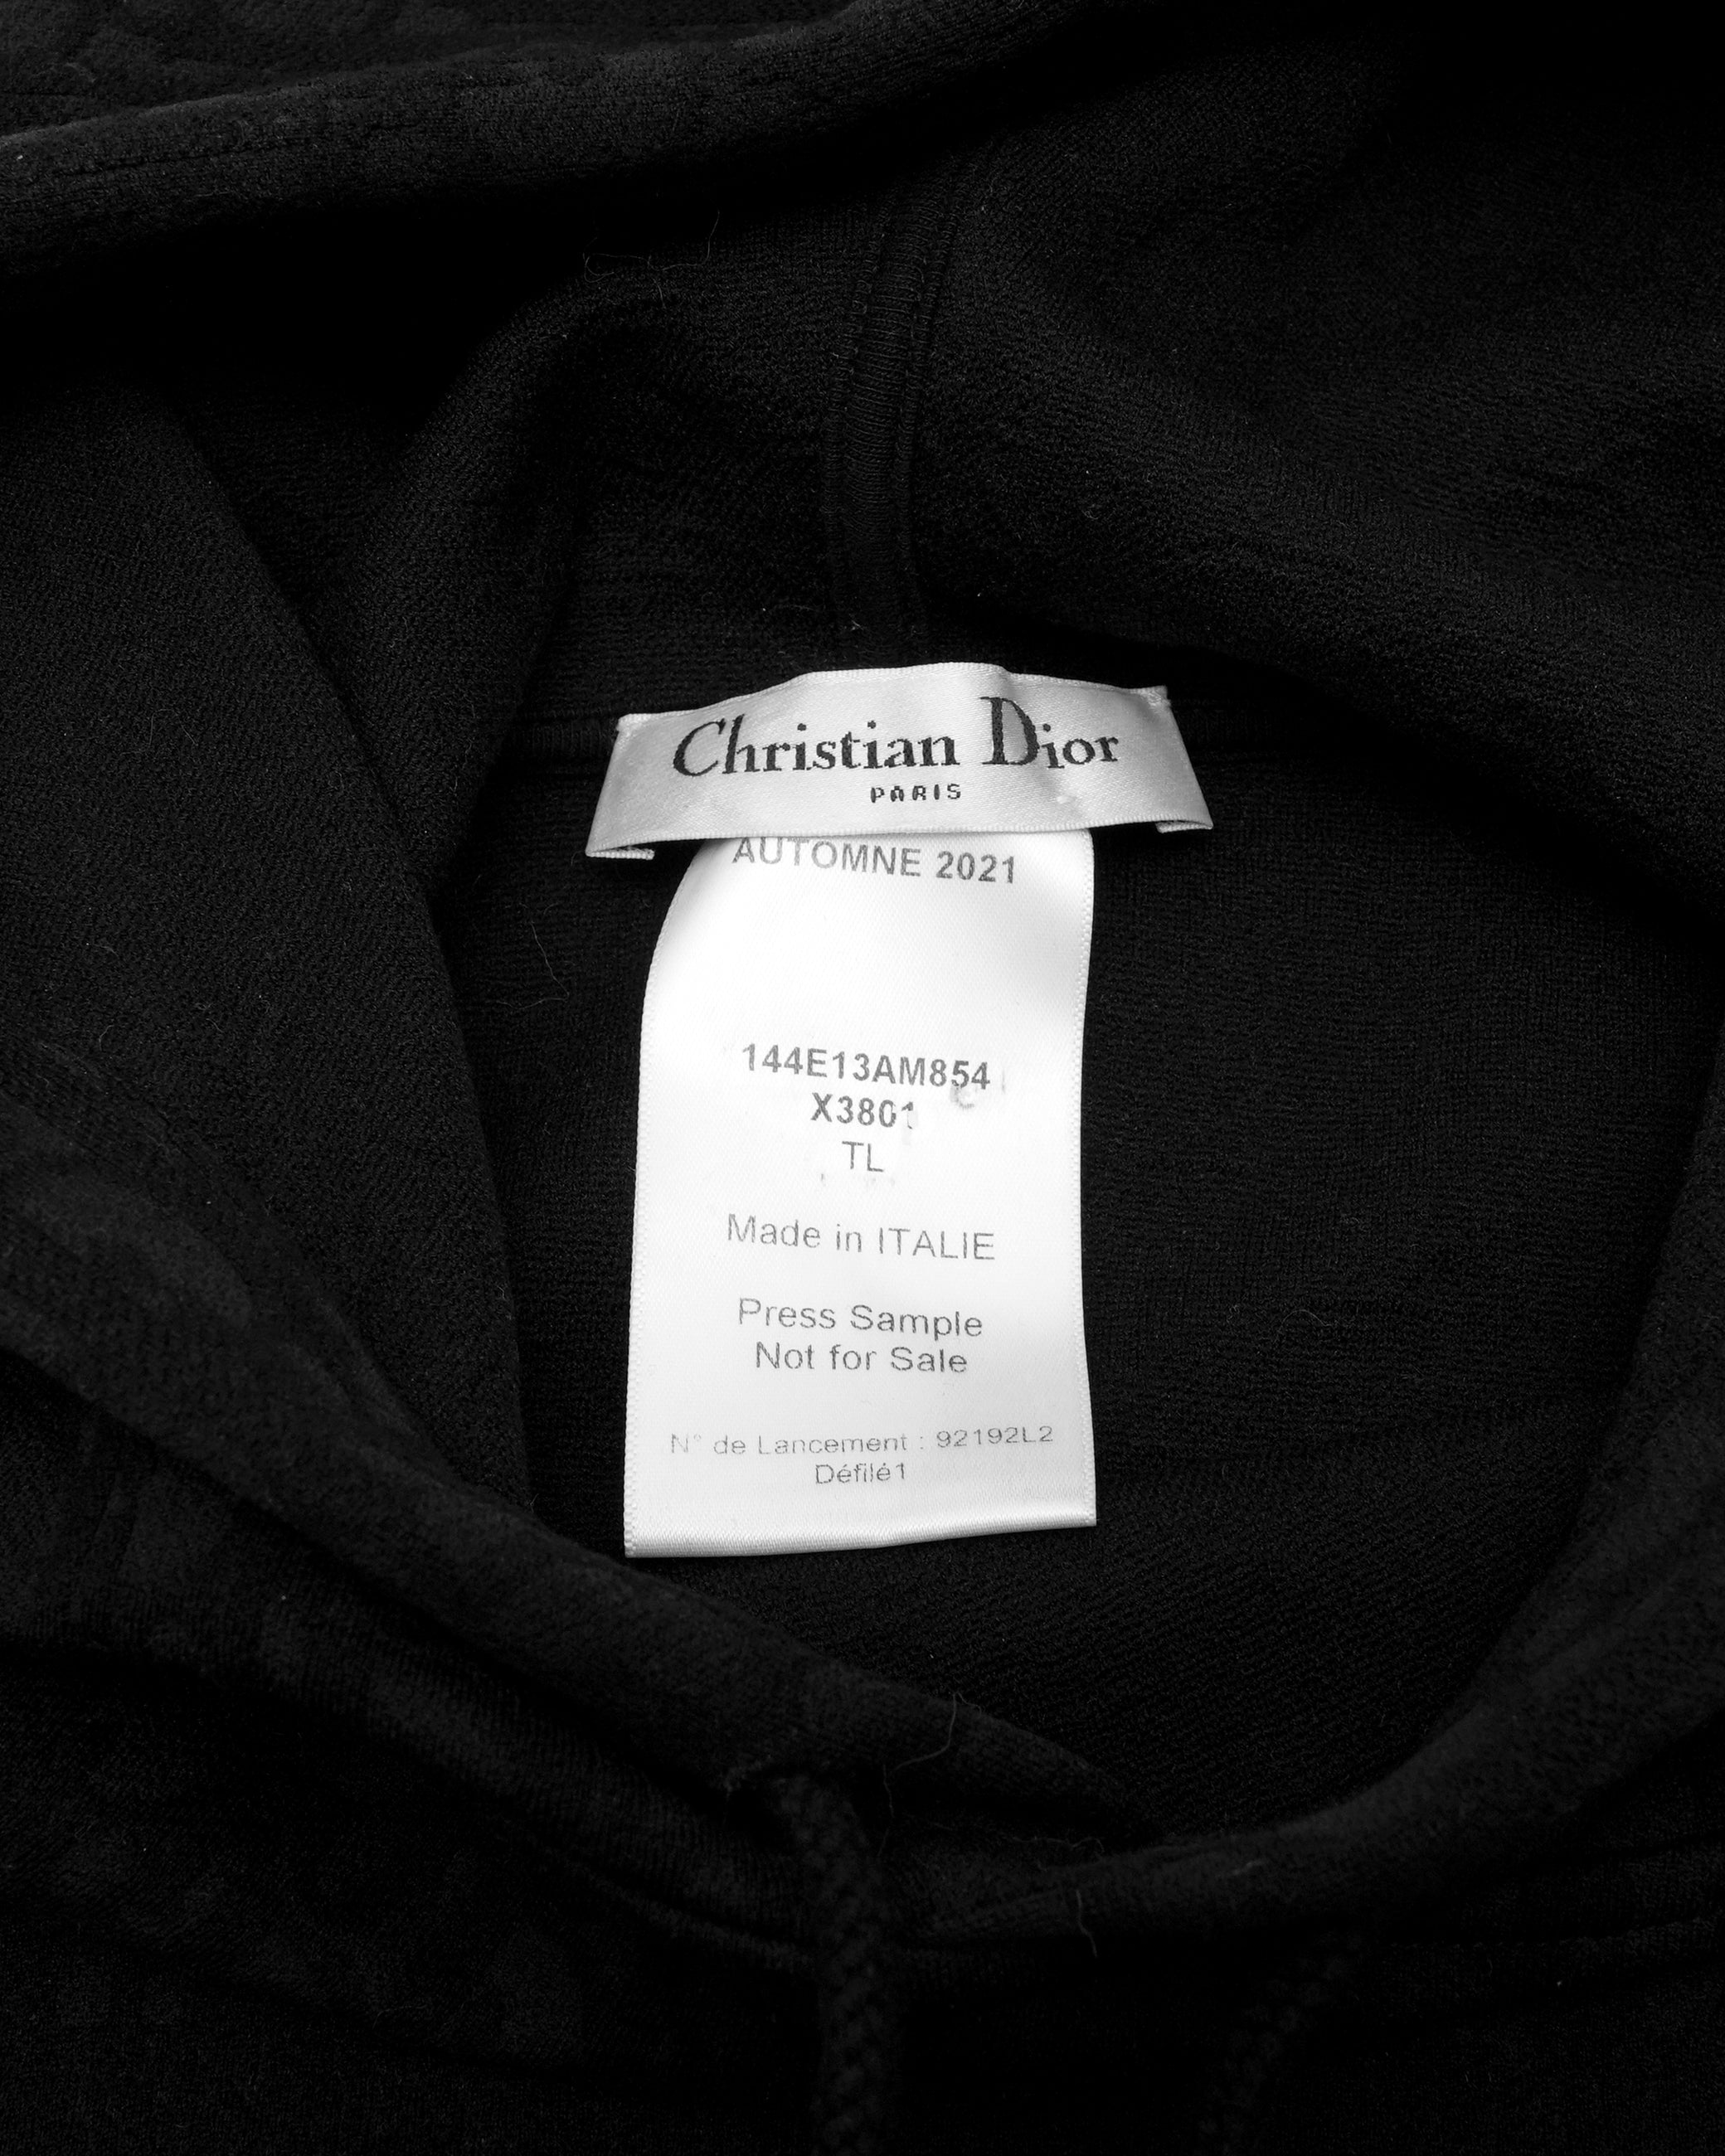 Christian Dior
PARIS
AUTOMNE 2021
144E13AM854
X3801
TL
Made in ITALIE
Press Sample
Not for Sale
N° de Lancement : 92192L2
Défilé1